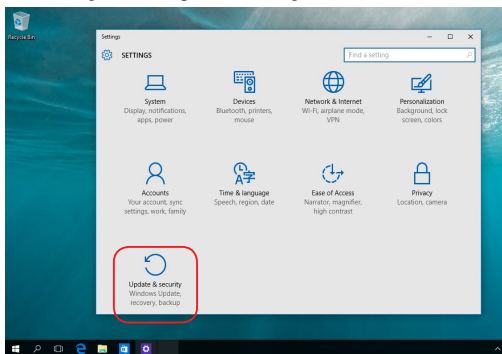 Recycle Bin
Settings
SETTINGS
Find a setting
System
Display, notifications,
apps, power
Devices
Bluetooth, printers,
mouse
Network & Internet
Wi-Fi, airplane mode,
VPN
Personalization
Background, lock
screen, colors
Accounts
Your account, sync
settings, work, family
Time & language
Speech, region, date
Ease of Access
Narrator, magnifier,
high contrast
Privacy
Location, camera
Update & security
Windows Update,
recovery, backup